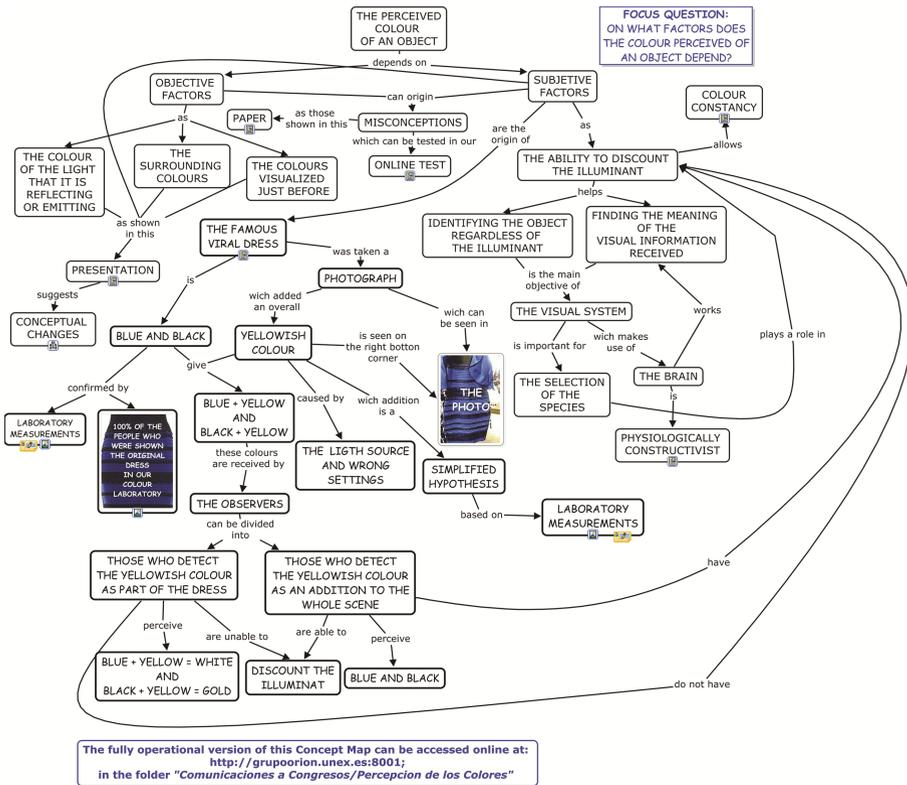 THE PERCEIVED
COLOUR
OF AN OBJECT
FOCUS QUESTION:
ON WHAT FACTORS DOES
THE COLOUR PERCEIVED OF
AN OBJECT DEPEND?
depends on
OBJECTIVE
FACTORS
SUBJETIVE
FACTORS
COLOUR
CONSTANCY
can origin
as
PAPER
as those
shown in this
MISCONCEPTIONS
are the
origin of
as
allows
which can be tested in our
ONLINE TEST
THE COLOUR
OF THE LIGHT
THAT IT IS
REFLECTING
OR EMITTING
THE
SURROUNDING
COLOURS
THE COLOURS
VISUALIZED
JUST BEFORE
THE ABILITY TO DISCOUNT
THE ILLUMINANT
helps
as shown
in this
THE FAMOUS
VIRAL DRESS
IDENTIFYING THE OBJECT
REGARDLESS OF
THE ILLUMINANT
FINDING THE MEANING
OF THE
VISUAL INFORMATION
RECEIVED
was taken a
PRESENTATION
is
PHOTOGRAPH
is the main
objective of
suggests
wich added
an overall
wich can
be seen in
THE VISUAL SYSTEM
works
CONCEPTUAL
CHANGES
BLUE AND BLACK
YELLOWISH
COLOUR
is seen on
the right botton
corner
is important for
wich makes
use of
plays a role in
give
THE
PHOTO
THE SELECTION
OF THE
SPECIES
THE BRAIN
is
confirmed by
caused by
wich addition
is a
LABORATORY
MEASUREMENTS
100% OF THE
PEOPLE WHO
WERE SHOWN
THE ORIGINAL
DRESS
IN OUR
COLOUR
LABORATORY
BLUE + YELLOW
AND
BLACK + YELLOW
PHYSIOLOGICALLY
CONSTRUCTIVIST
these colours
are received by
THE LIGTH SOURCE
AND WRONG
SETTINGS
SIMPLIFIED
HYPOTHESIS
THE OBSERVERS
based on
LABORATORY
MEASUREMENTS
can be divided
into
THOSE WHO DETECT
THE YELLOWISH COLOUR
AS PART OF THE DRESS
THOSE WHO DETECT
THE YELLOWISH COLOUR
AS AN ADDITION TO THE
WHOLE SCENE
have
perceive
are unable to
are able to
perceive
BLUE + YELLOW = WHITE
AND
BLACK + YELLOW = GOLD
DISCOUNT THE
ILLUMINAT
BLUE AND BLACK
do not have
The fully operational version of this Concept Map can be accessed online at:
http://grupoorion.unex.es:8001;
in the folder "Comunicaciones a Congresos/Percepcion de los Colores"